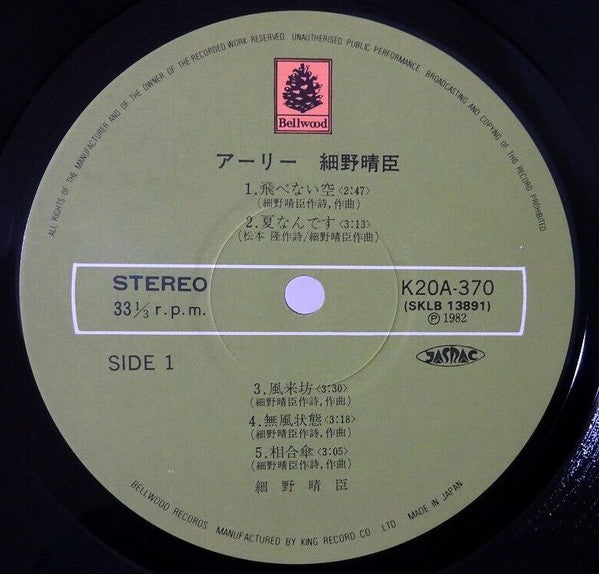 ALL RIGHTS OF THE MANUFACTURER AND OF THE OWNER OF THE RECORDED WORK RESERVED. UNAUTHORISED PUBLIC PERFORMANCE, BROADCASTING AND COPYING OF THIS RECORD PROHIBITED
Bellwood
アーリー 細野晴臣
1.飛べない空<2:47>
(細野晴臣作詩,作曲)
2.夏なんです<3:13>
(松本 隆作詩/細野晴臣作曲)
STEREO
33 1/3 r.p.m.
K20A-370
(SKLB 13891)
Ⓟ 1982
SIDE 1
JASRAC
3.風来坊<3:30>
(細野晴臣作詩,作曲)
4.無風状態<3:18>
(細野晴臣作詩,作曲)
5.相合傘<3:05>
(細野晴臣作詩,作曲)
細野晴臣
BELLWOOD RECORDS MANUFACTURED BY KING RECORD CO. LTD. MADE IN JAPAN